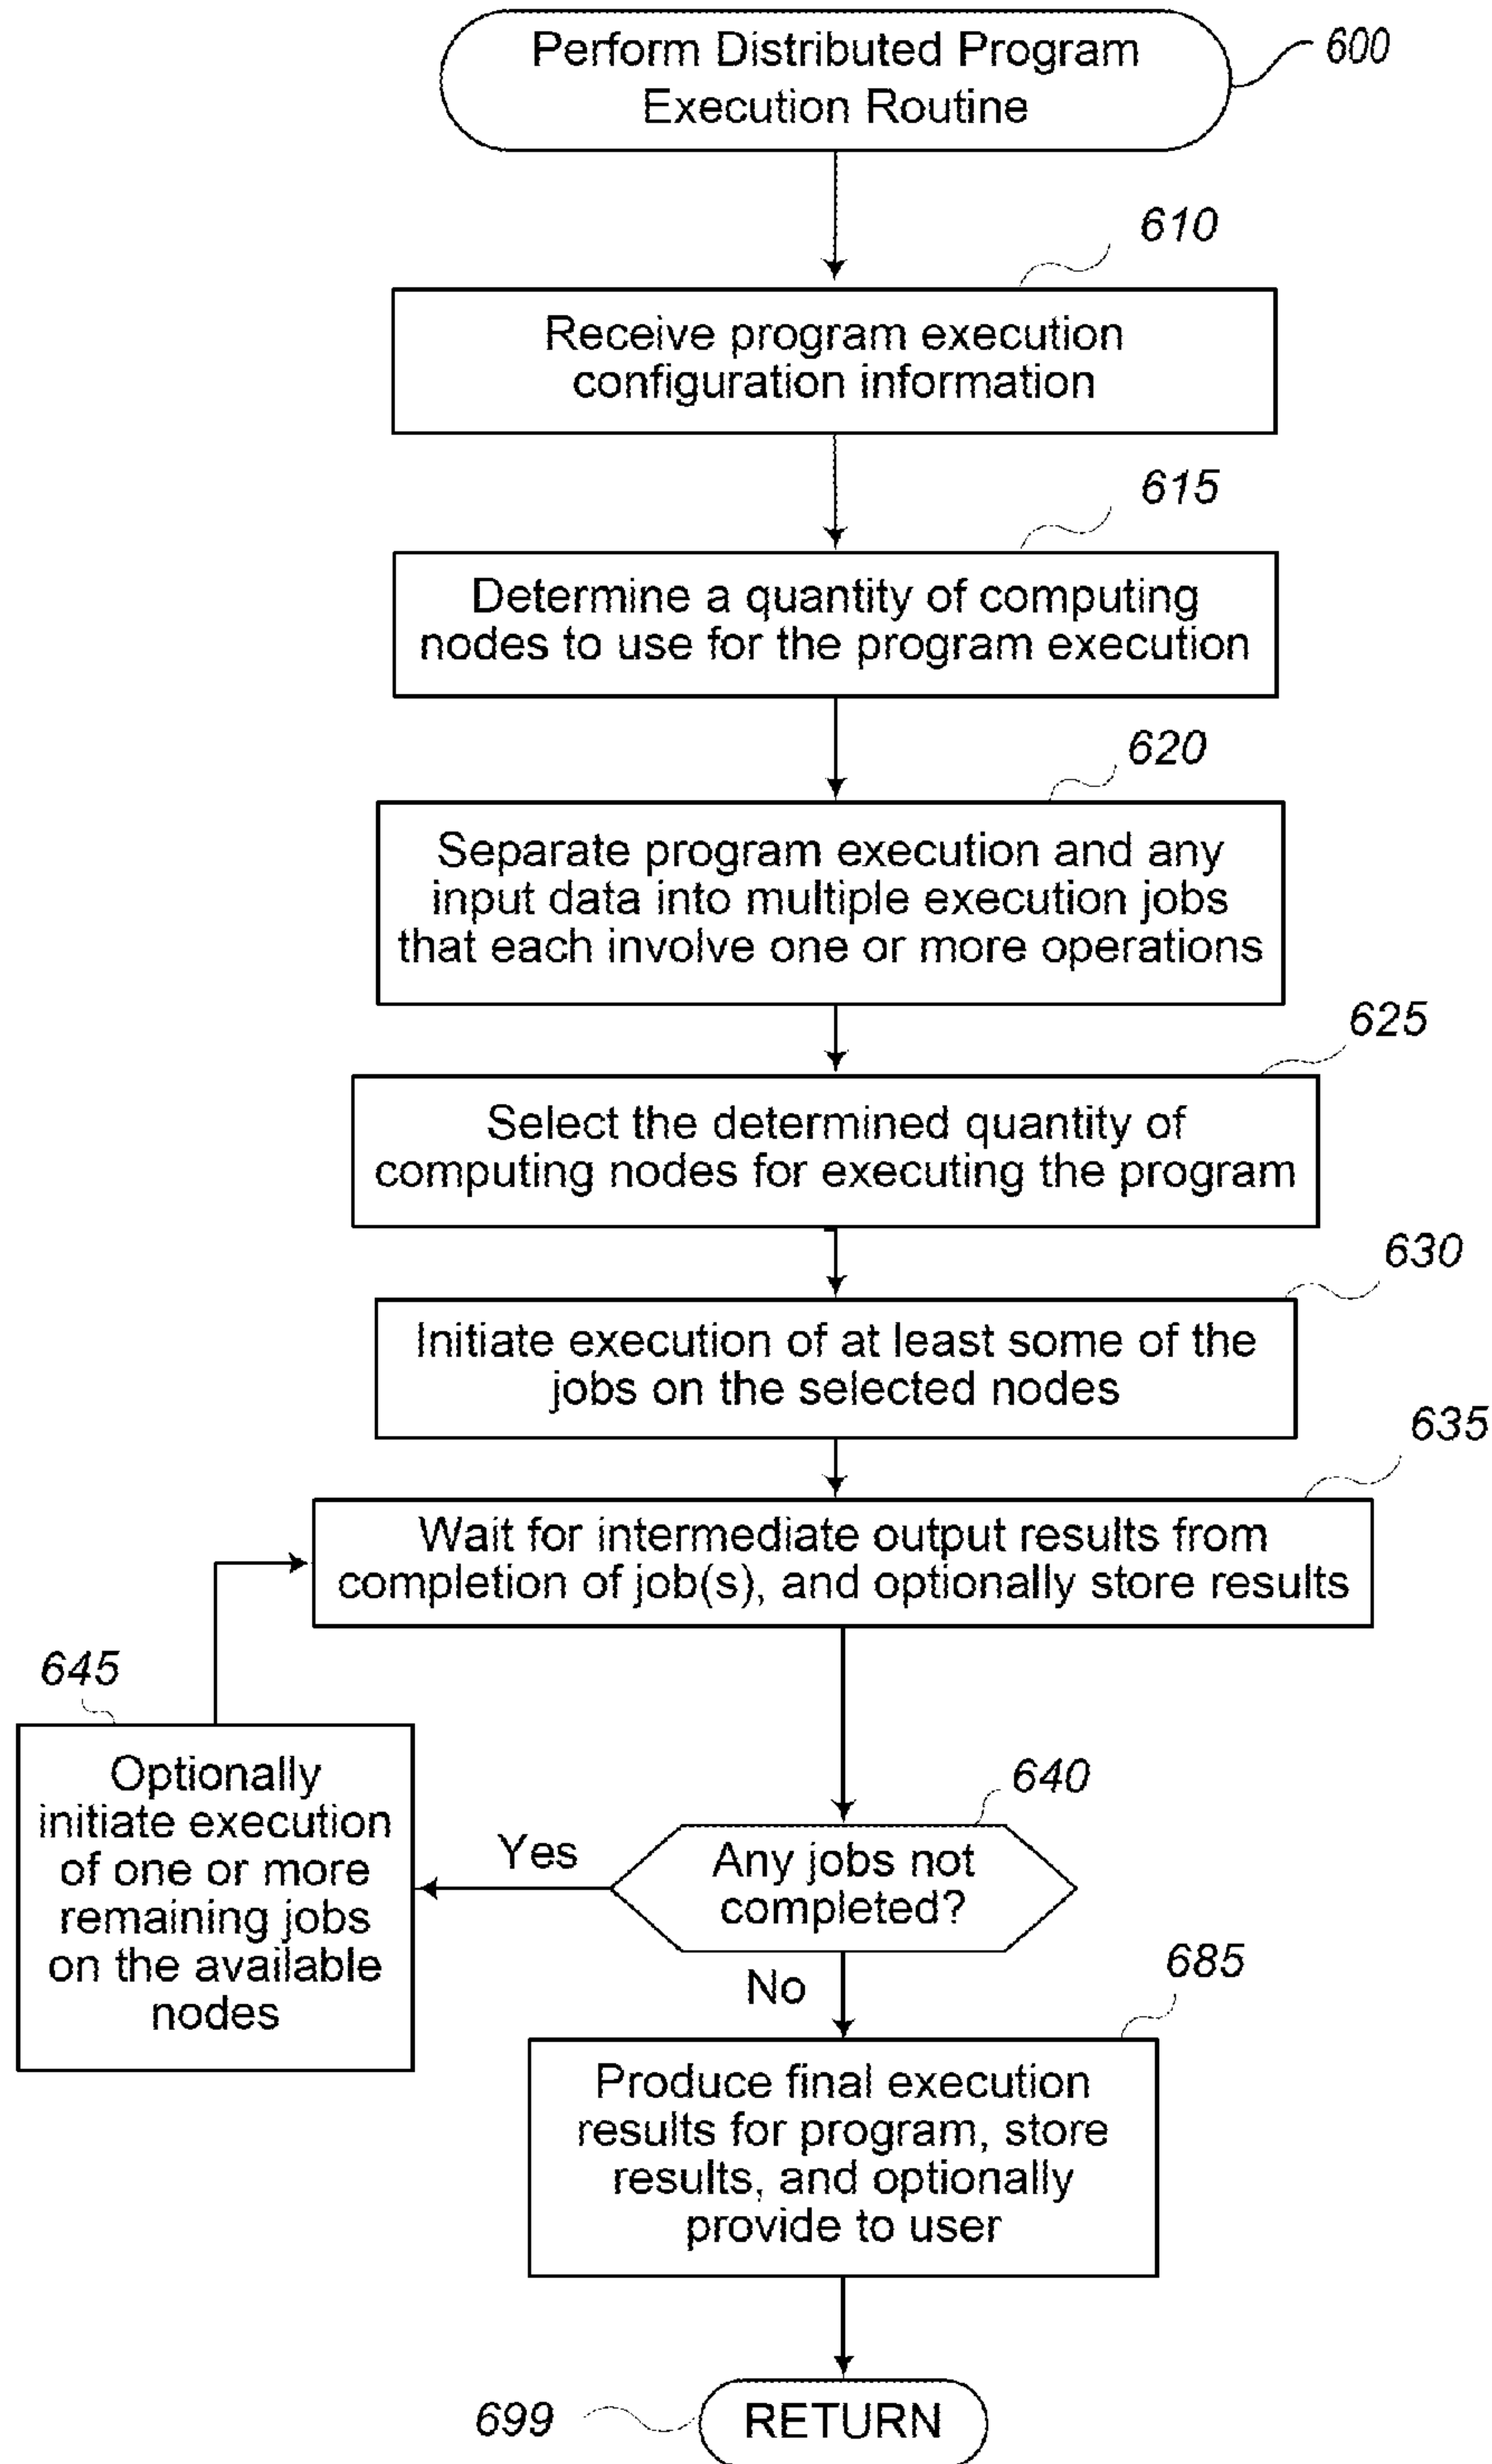 Perform Distributed Program
Execution Routine
600
610
Receive program execution
configuration information
615
Determine a quantity of computing
nodes to use for the program execution
620
Separate program execution and any
input data into multiple execution jobs
that each involve one or more operations
625
Select the determined quantity of
computing nodes for executing the program
630
Initiate execution of at least some of the
jobs on the selected nodes
635
Wait for intermediate output results from
completion of job(s), and optionally store results
645
Optionally
initiate execution
of one or more
remaining jobs
on the available
nodes
640
Yes
Any jobs not
completed?
No
685
Produce final execution
results for program, store
results, and optionally
provide to user
699
RETURN